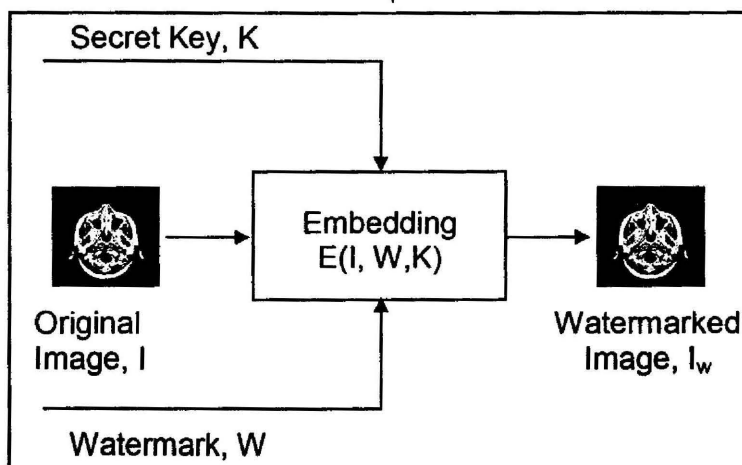 Secret Key, K
Embedding
E(I, W,K)
Original
Image, I
Watermarked
Image, Iw
Watermark, W